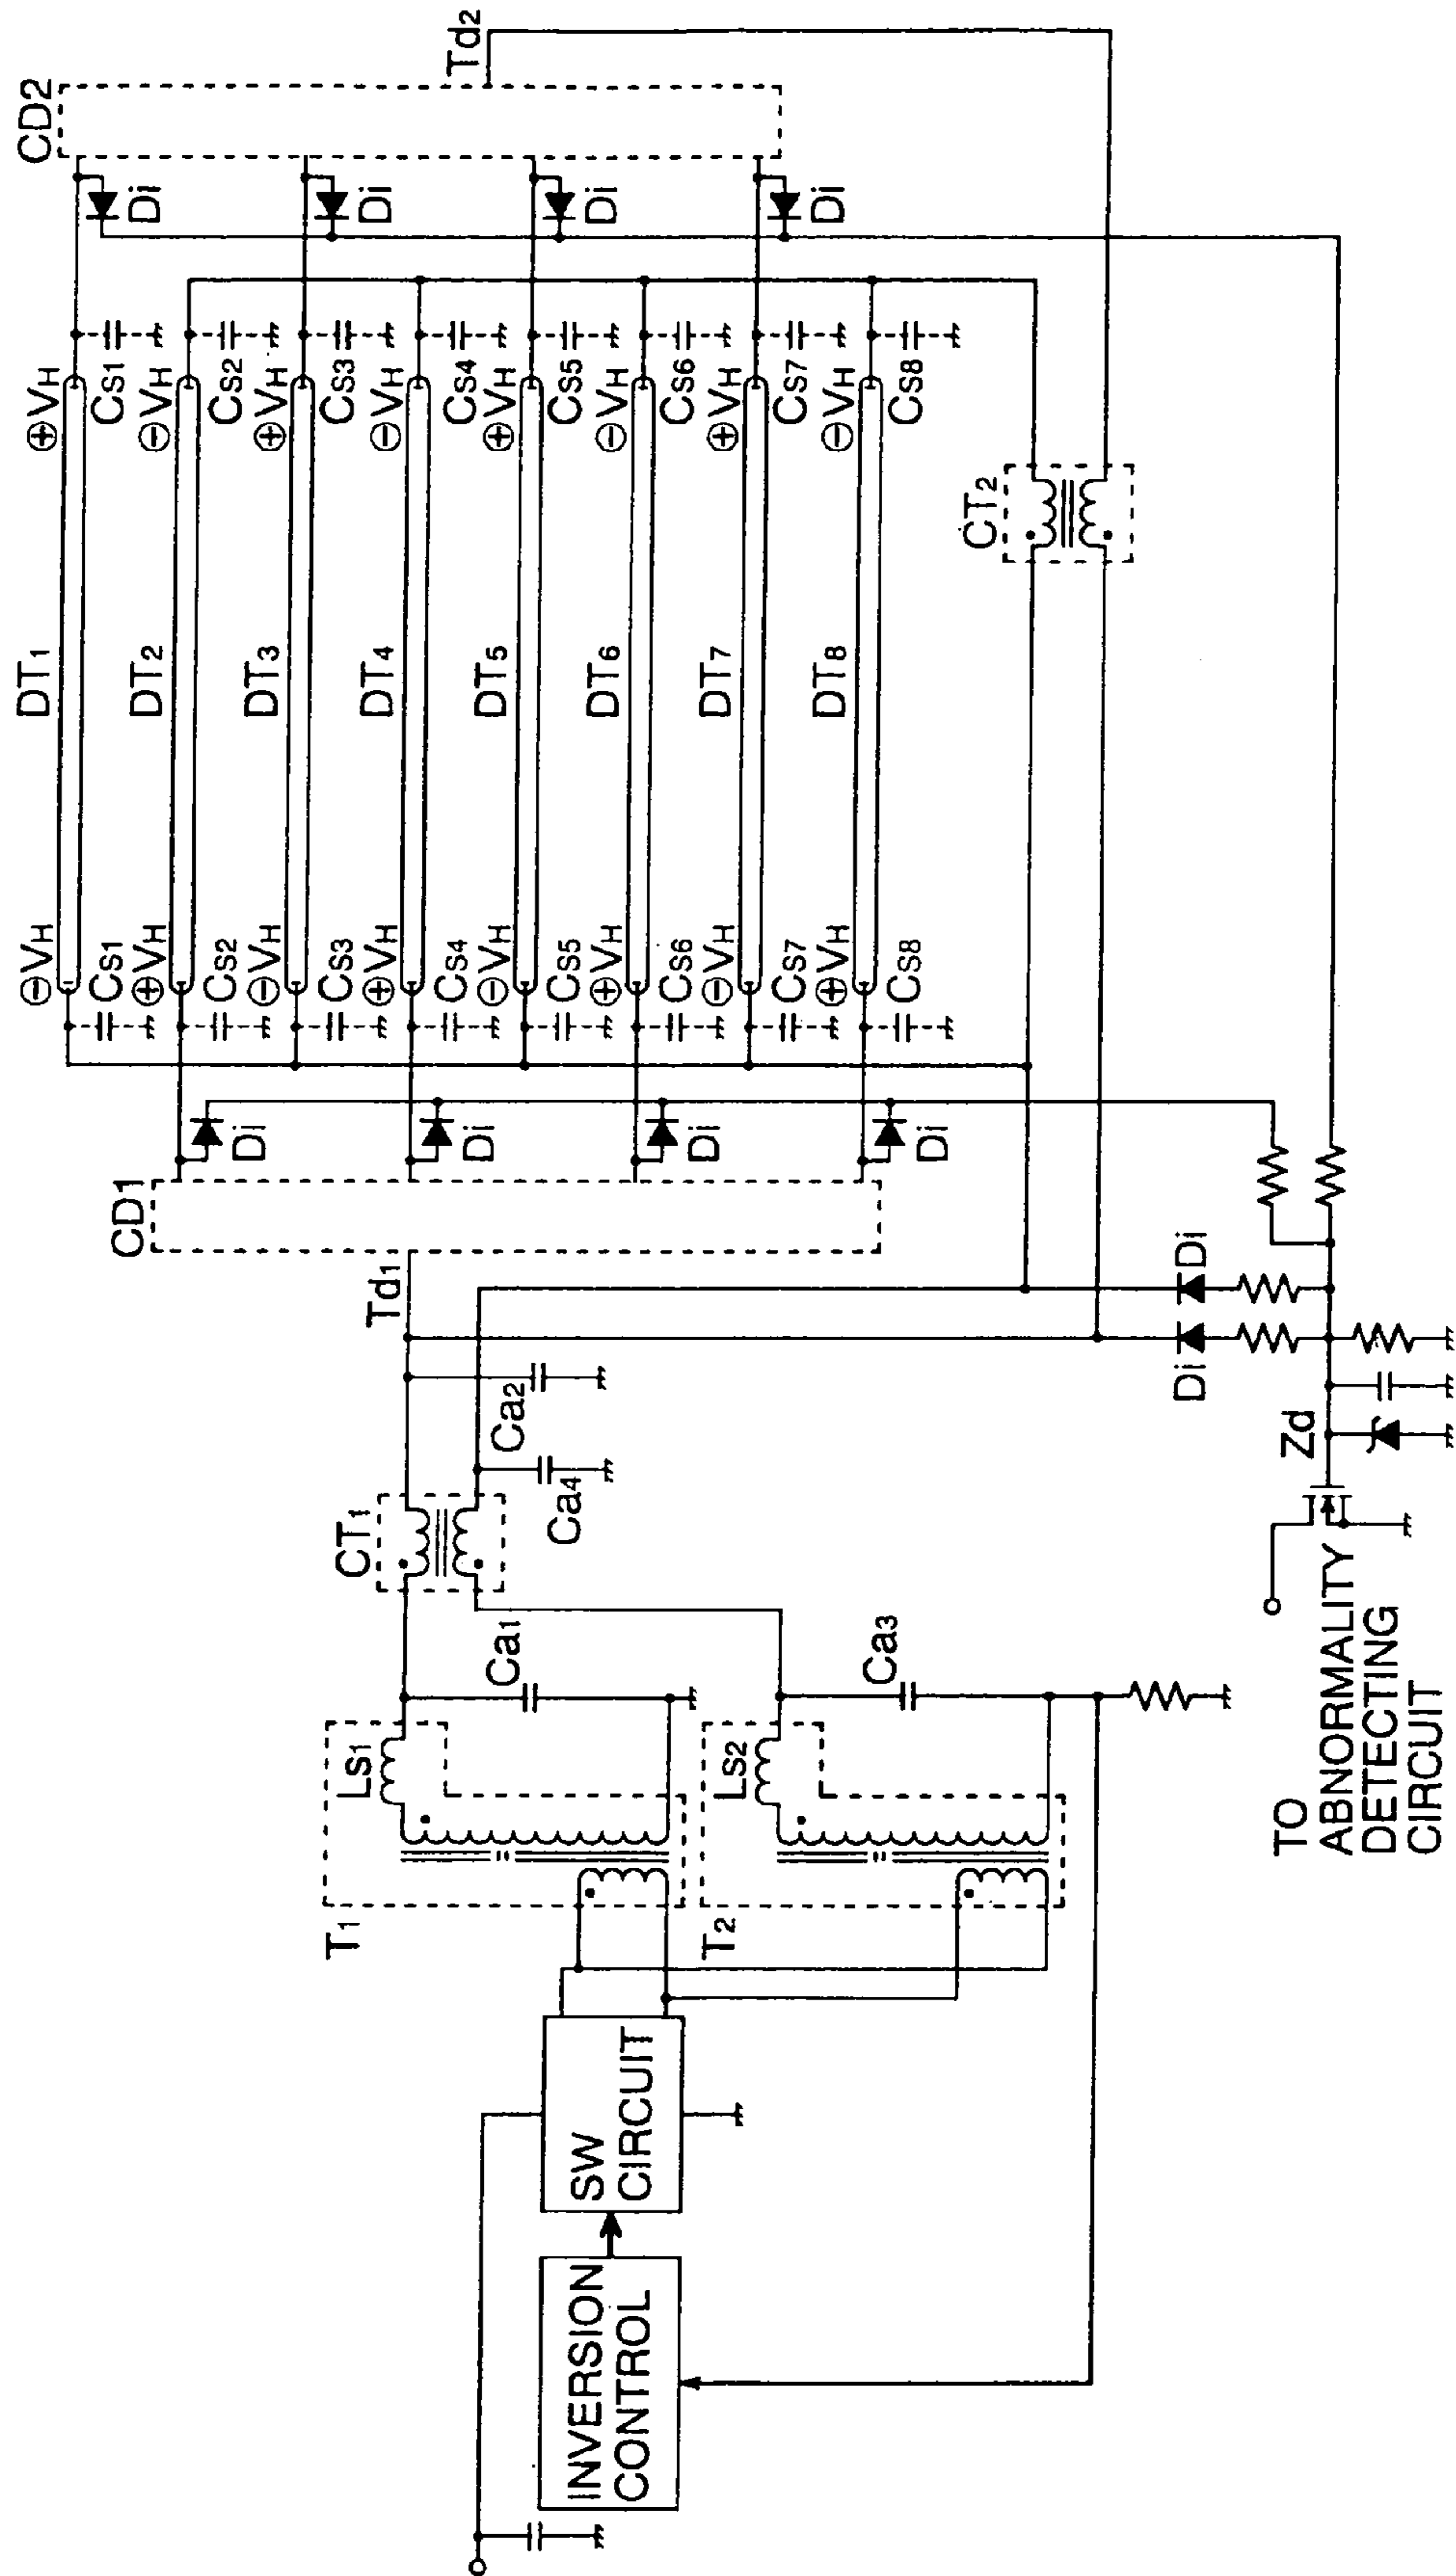 CD2
Td2
Di
Di
Di
Di
⊕VH
⊖VH
⊕VH
⊖VH
⊕VH
⊖VH
⊕VH
⊖VH
CS1
CS2
CS3
CS4
CS5
CS6
CS7
CS8
CT2
DT1
DT2
DT3
DT4
DT5
DT6
DT7
DT8
⊖VH
⊕VH
⊖VH
⊕VH
⊖VH
⊕VH
⊖VH
⊕VH
CS1
CS2
CS3
CS4
CS5
CS6
CS7
CS8
Di
Di
Di
Di
CD1
Td1
Di
Di
Ca2
Ca4
Zd
CT1
Ca1
Ca3
LS1
LS2
T1
T2
TO
ABNORMALITY
DETECTING
CIRCUIT
SW
CIRCUIT
INVERSION
CONTROL